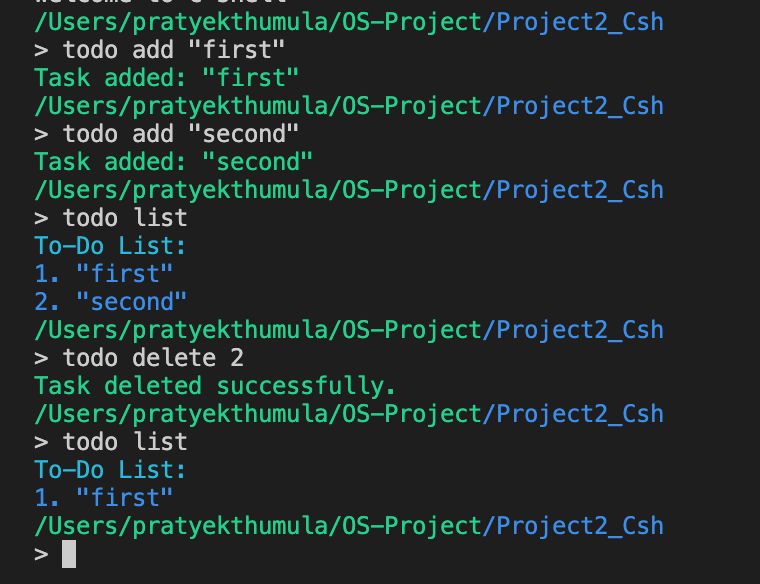 welcome to C Shell
/Users/pratyekthumula/OS-Project/Project2_Csh
> todo add "first"
Task added: "first"
/Users/pratyekthumula/OS-Project/Project2_Csh
> todo add "second"
Task added: "second"
/Users/pratyekthumula/OS-Project/Project2_Csh
> todo list
To-Do List:
1. "first"
2. "second"
/Users/pratyekthumula/OS-Project/Project2_Csh
> todo delete 2
Task deleted successfully.
/Users/pratyekthumula/OS-Project/Project2_Csh
> todo list
To-Do List:
1. "first"
/Users/pratyekthumula/OS-Project/Project2_Csh
>